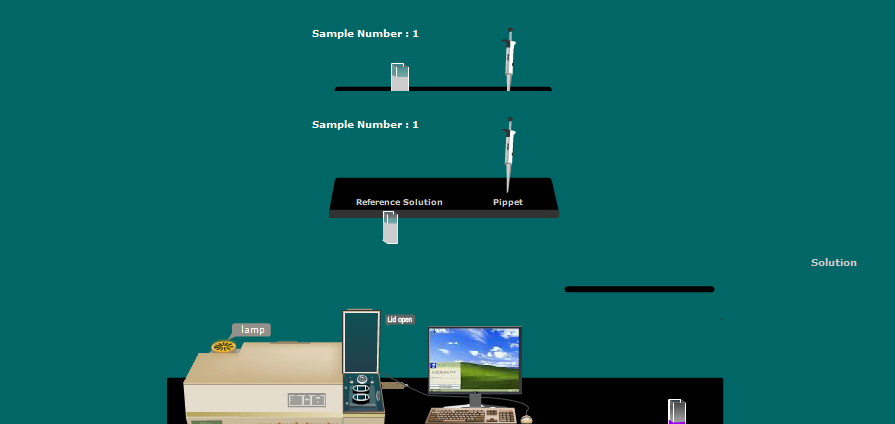 Sample Number : 1
Sample Number : 1
Reference Solution
Pippet
Solution
lamp
Lid open